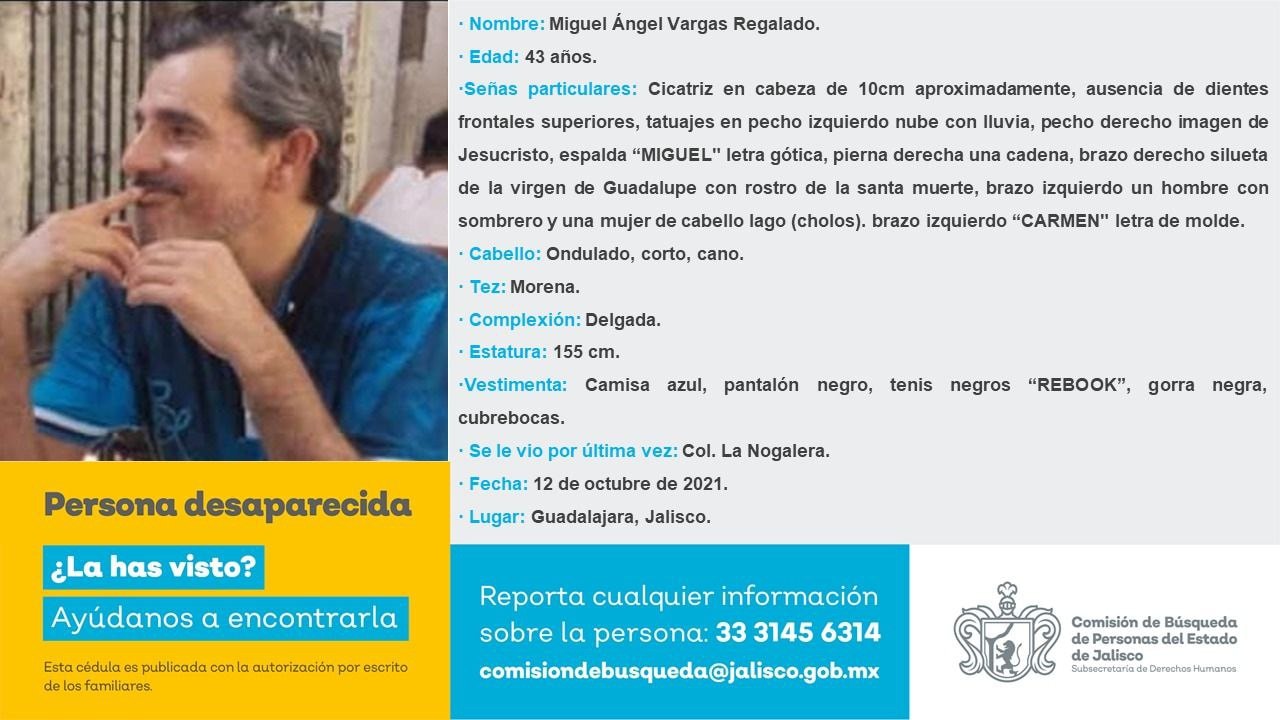 · Nombre: Miguel Ángel Vargas Regalado.
· Edad: 43 años.
·Señas particulares: Cicatriz en cabeza de 10cm aproximadamente, ausencia de dientes
frontales superiores, tatuajes en pecho izquierdo nube con lluvia, pecho derecho imagen de
Jesucristo, espalda “MIGUEL" letra gótica, pierna derecha una cadena, brazo derecho silueta
de la virgen de Guadalupe con rostro de la santa muerte, brazo izquierdo un hombre con
sombrero y una mujer de cabello lago (cholos). brazo izquierdo “CARMEN" letra de molde.
· Cabello: Ondulado, corto, cano.
· Tez: Morena.
· Complexión: Delgada.
· Estatura: 155 cm.
·Vestimenta: Camisa azul, pantalón negro, tenis negros “REBOOK”, gorra negra,
cubrebocas.
· Se le vio por última vez: Col. La Nogalera.
· Fecha: 12 de octubre de 2021.
· Lugar: Guadalajara, Jalisco.
Persona desaparecida
¿La has visto?
Ayúdanos a encontrarla
Esta cédula es publicada con la autorización por escrito
de los familiares.
Reporta cualquier información
sobre la persona: 33 3145 6314
comisiondebusqueda@jalisco.gob.mx
Comisión de Búsqueda
de Personas del Estado
de Jalisco
Subsecretaría de Derechos Humanos